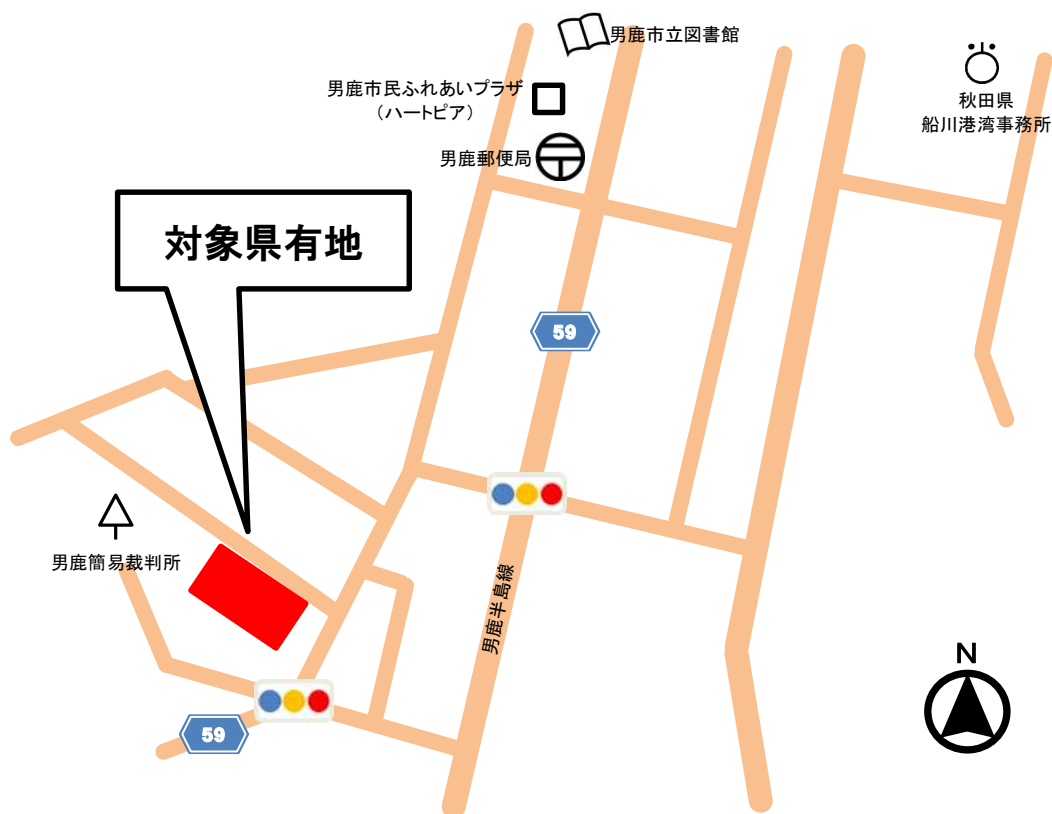 男鹿市立図書館
男鹿市民ふれあいプラザ
（ハートピア）
男鹿郵便局
秋田県
船川港湾事務所
対象県有地
59
男鹿簡易裁判所
男鹿半島線
N
59